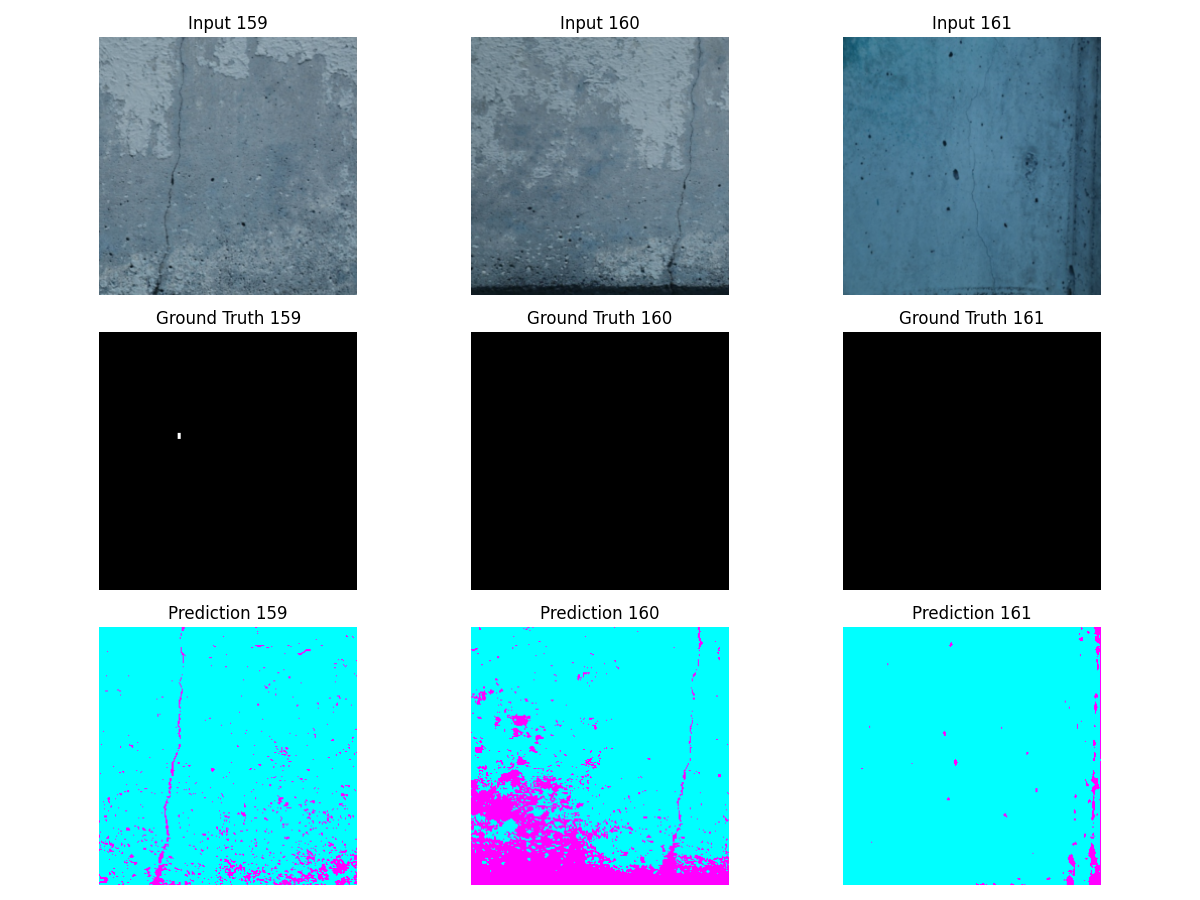 Input 159
Input 160
Input 161
Ground Truth 159
Ground Truth 160
Ground Truth 161
Prediction 159
Prediction 160
Prediction 161